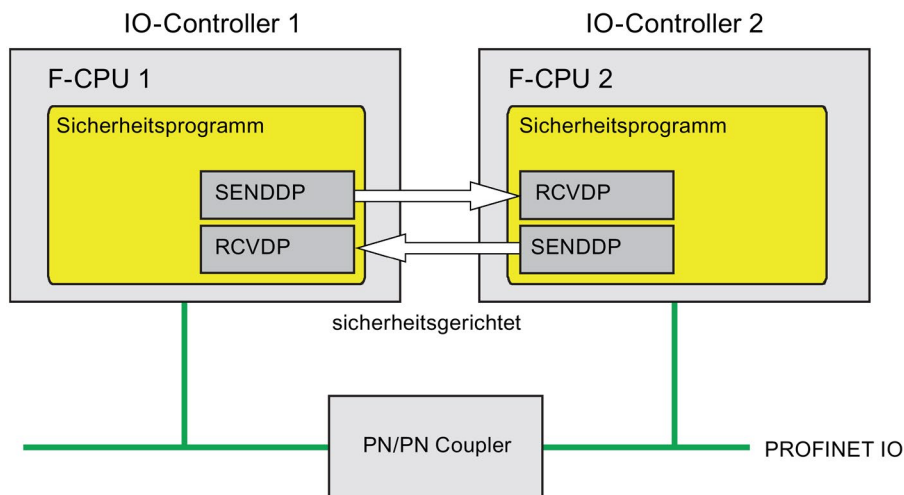 IO-Controller 1
IO-Controller 2
F-CPU 1
F-CPU 2
Sicherheitsprogramm
Sicherheitsprogramm
SENDDP
RCVDP
RCVDP
SENDDP
sicherheitsgerichtet
PN/PN Coupler
PROFINET IO